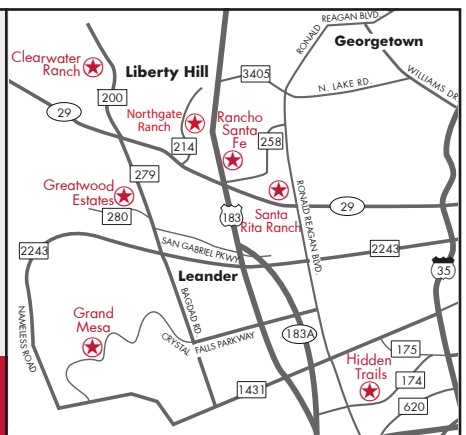 RONALD
REAGAN BLVD.
Georgetown
Clearwater
Ranch
Liberty Hill
3405
N. LAKE RD.
WILLIAMS DR
200
29
Northgate
Ranch
Rancho
Santa
Fe
214
258
279
Greatwood
Estates
280
183
Santa
Rita Ranch
RONALD REAGAN BLVD.
29
SAN GABRIEL PKWY
2243
2243
Leander
35
NAMELESS ROAD
Grand
Mesa
BAGDAD RD
CRYSTAL FALLS PARKWAY
183A
175
Hidden
Trails
174
1431
620